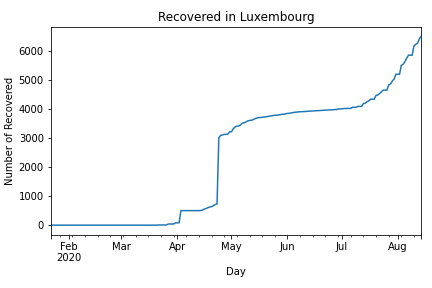 Recovered in Luxembourg
Number of Recovered
6000
5000
4000
3000
2000
1000
0
Feb Mar Apr May Jun Jul Aug
2020
Day